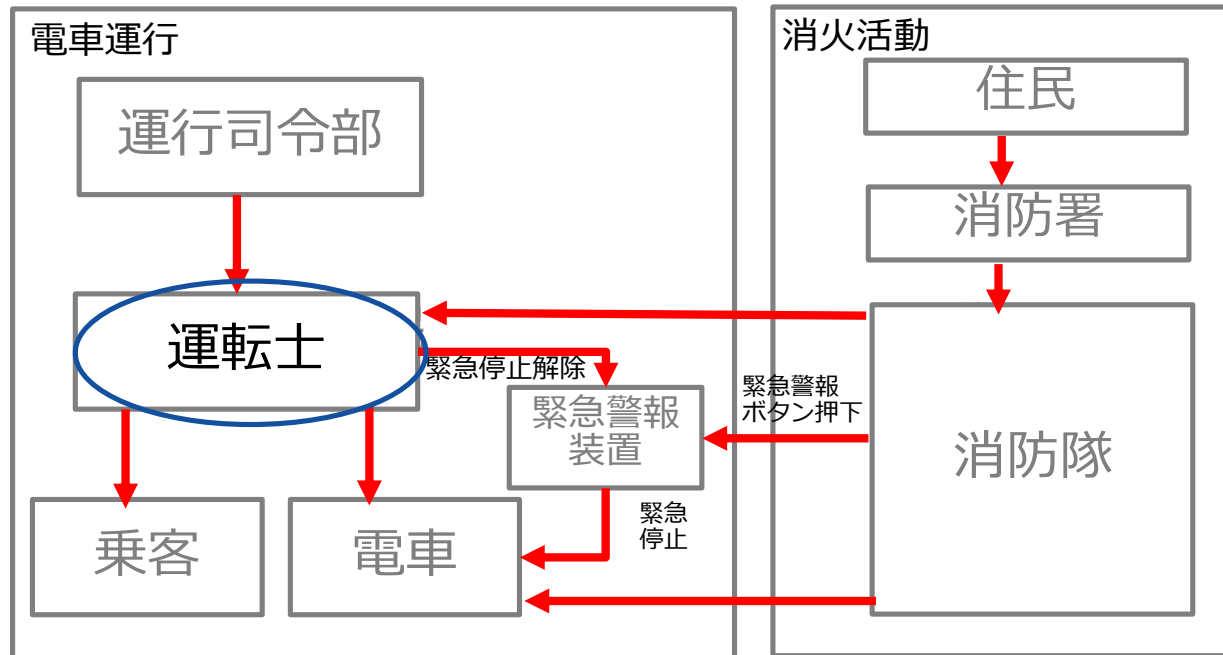 電車運行
運行司令部
運転士
緊急停止解除
緊急警報
装置
緊急
停止
乗客
電車
消火活動
住民
消防署
緊急警報
ボタン押下
消防隊